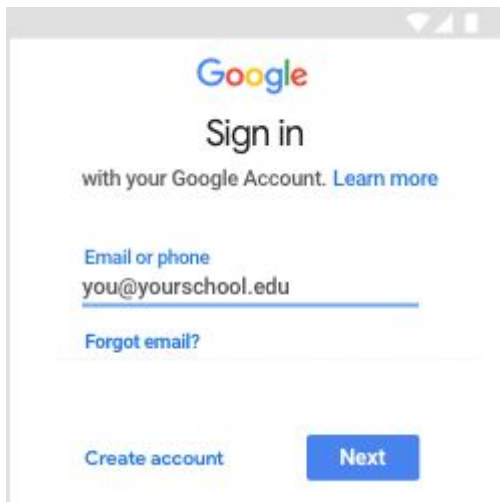 Google
Sign in
with your Google Account. Learn more
Email or phone
you@yourschool.edu
Forgot email?
Create account Next